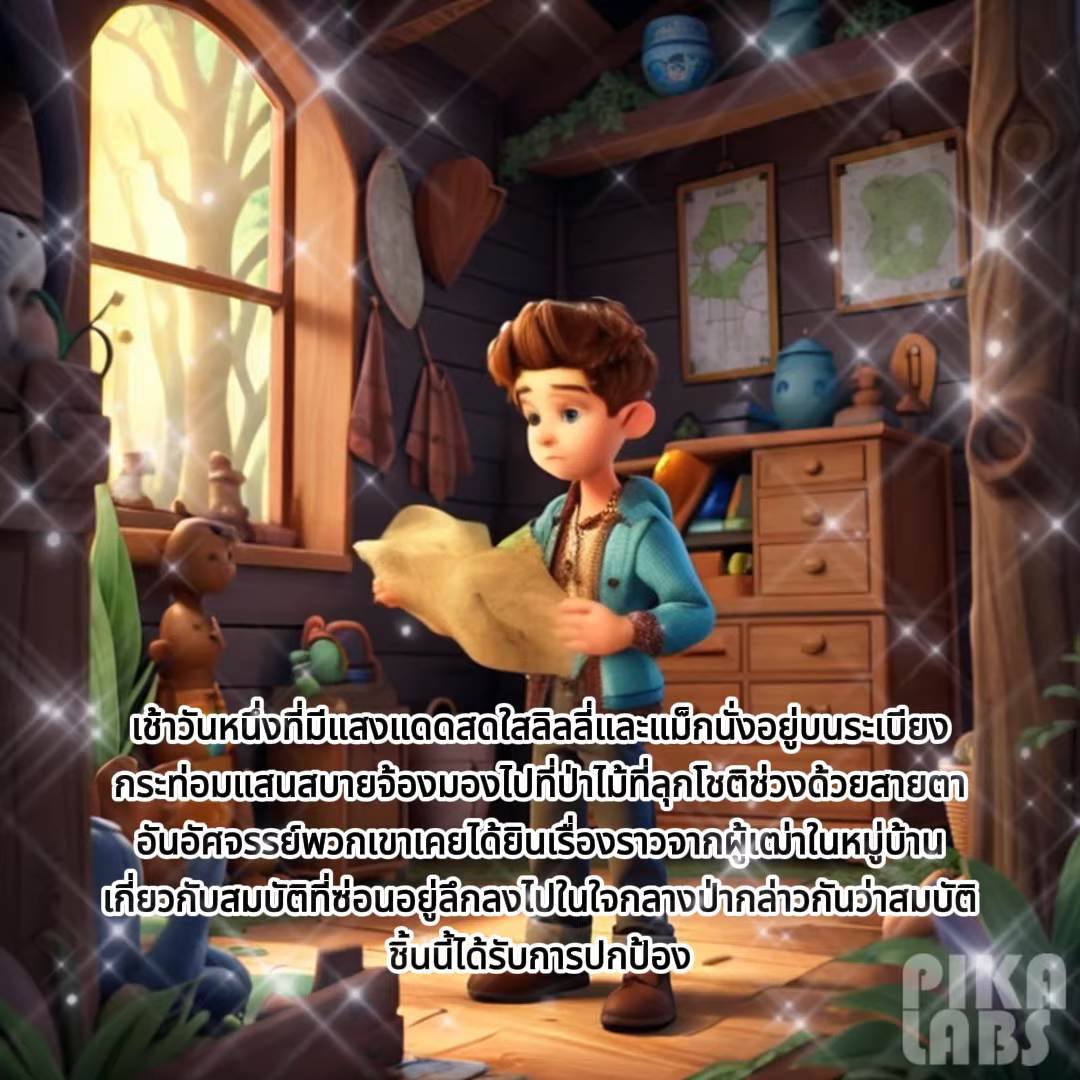 เช้าวันหนึ่งที่มีแสงแดดสดใสลิลลี่และแม็กนั่งอยู่บนระเบียง
กระท่อมแสนสบายจ้องมองไปที่ป่าไม้ที่ลุกโชติช่วงด้วยสายตา
อันอัศจรรย์พวกเขาเคยได้ยินเรื่องราวจากผู้เฒ่าในหมู่บ้าน
เกี่ยวกับสมบัติที่ซ่อนอยู่ลึกลงไปในใจกลางป่ากล่าวกันว่าสมบัติ
ชิ้นนี้ได้รับการปกป้อง
PIKA
LABS